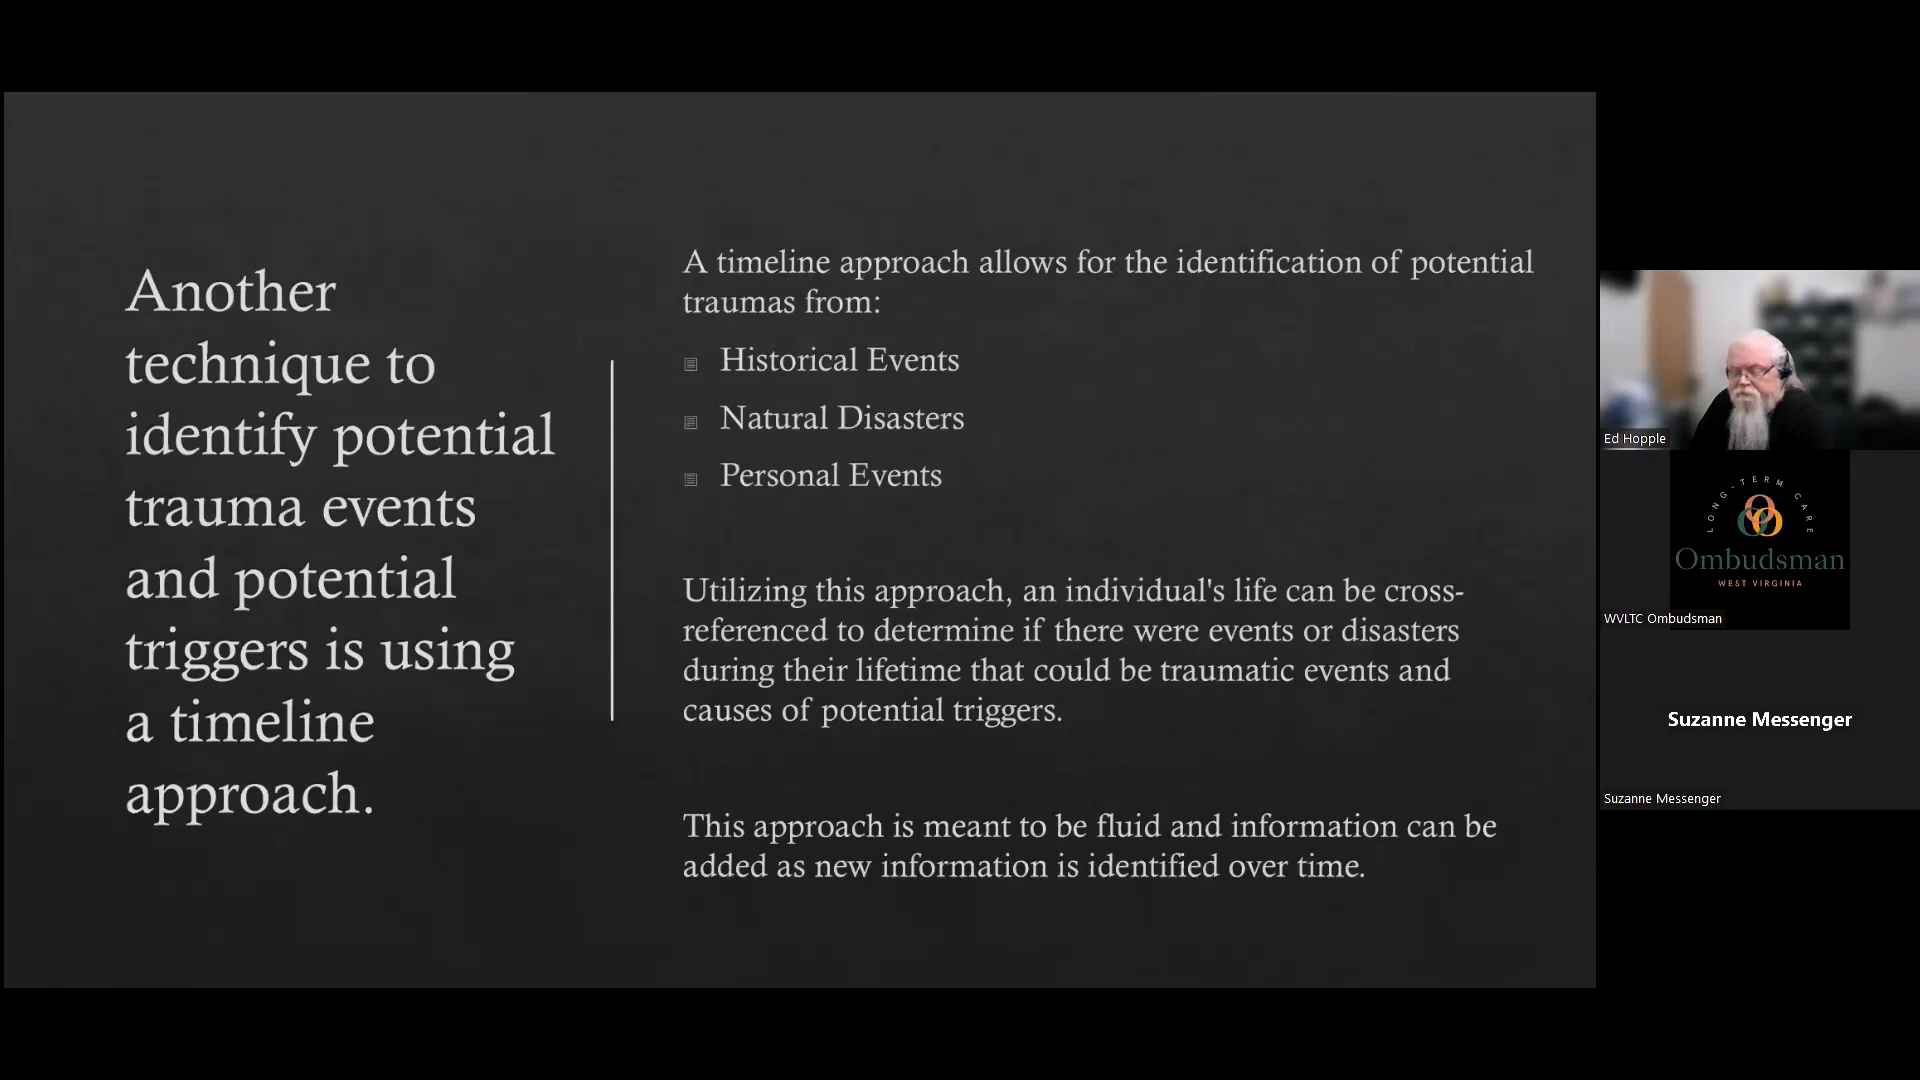 Another
technique to
identify potential
trauma events
and potential
triggers is using
a timeline
approach.
A timeline approach allows for the identification of potential
traumas from:
Historical Events
Natural Disasters
Personal Events
Utilizing this approach, an individual's life can be cross-
referenced to determine if there were events or disasters
during their lifetime that could be traumatic events and
causes of potential triggers.
This approach is meant to be fluid and information can be
added as new information is identified over time.
Ed Hopple
LONG-TERM CARE
Ombudsman
WEST VIRGINIA
WVLTC Ombudsman
Suzanne Messenger
Suzanne Messenger